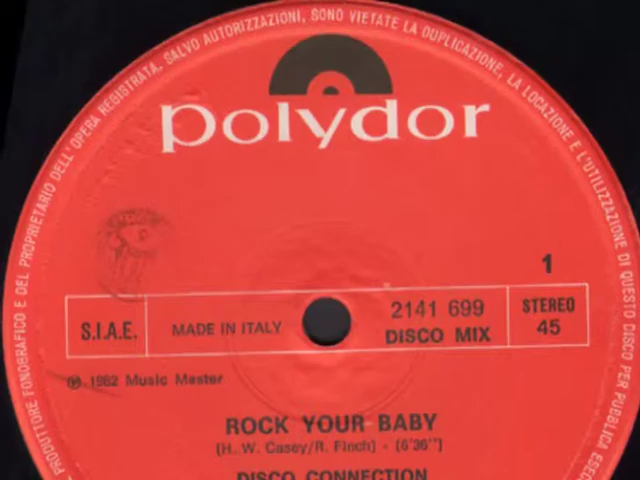 PRODUTTORE FONOGRAFICO E DEL PROPRIETARIO DELL'OPERA REGISTRATA, SALVO AUTORIZZAZIONI, SONO VIETATE LA DUPLICAZIONE, LA LOCAZIONE E L'UTILIZZAZIONE DI QUESTO DISCO PER PUBBLICA ESEC
polydor
1
S.I.A.E.
MADE IN ITALY
2141 699
DISCO MIX
STEREO
45
Ⓟ 1982 Music Master
ROCK YOUR BABY
(H. W. Casey/R. Finch) - (6'36'')
DISCO CONNECTION